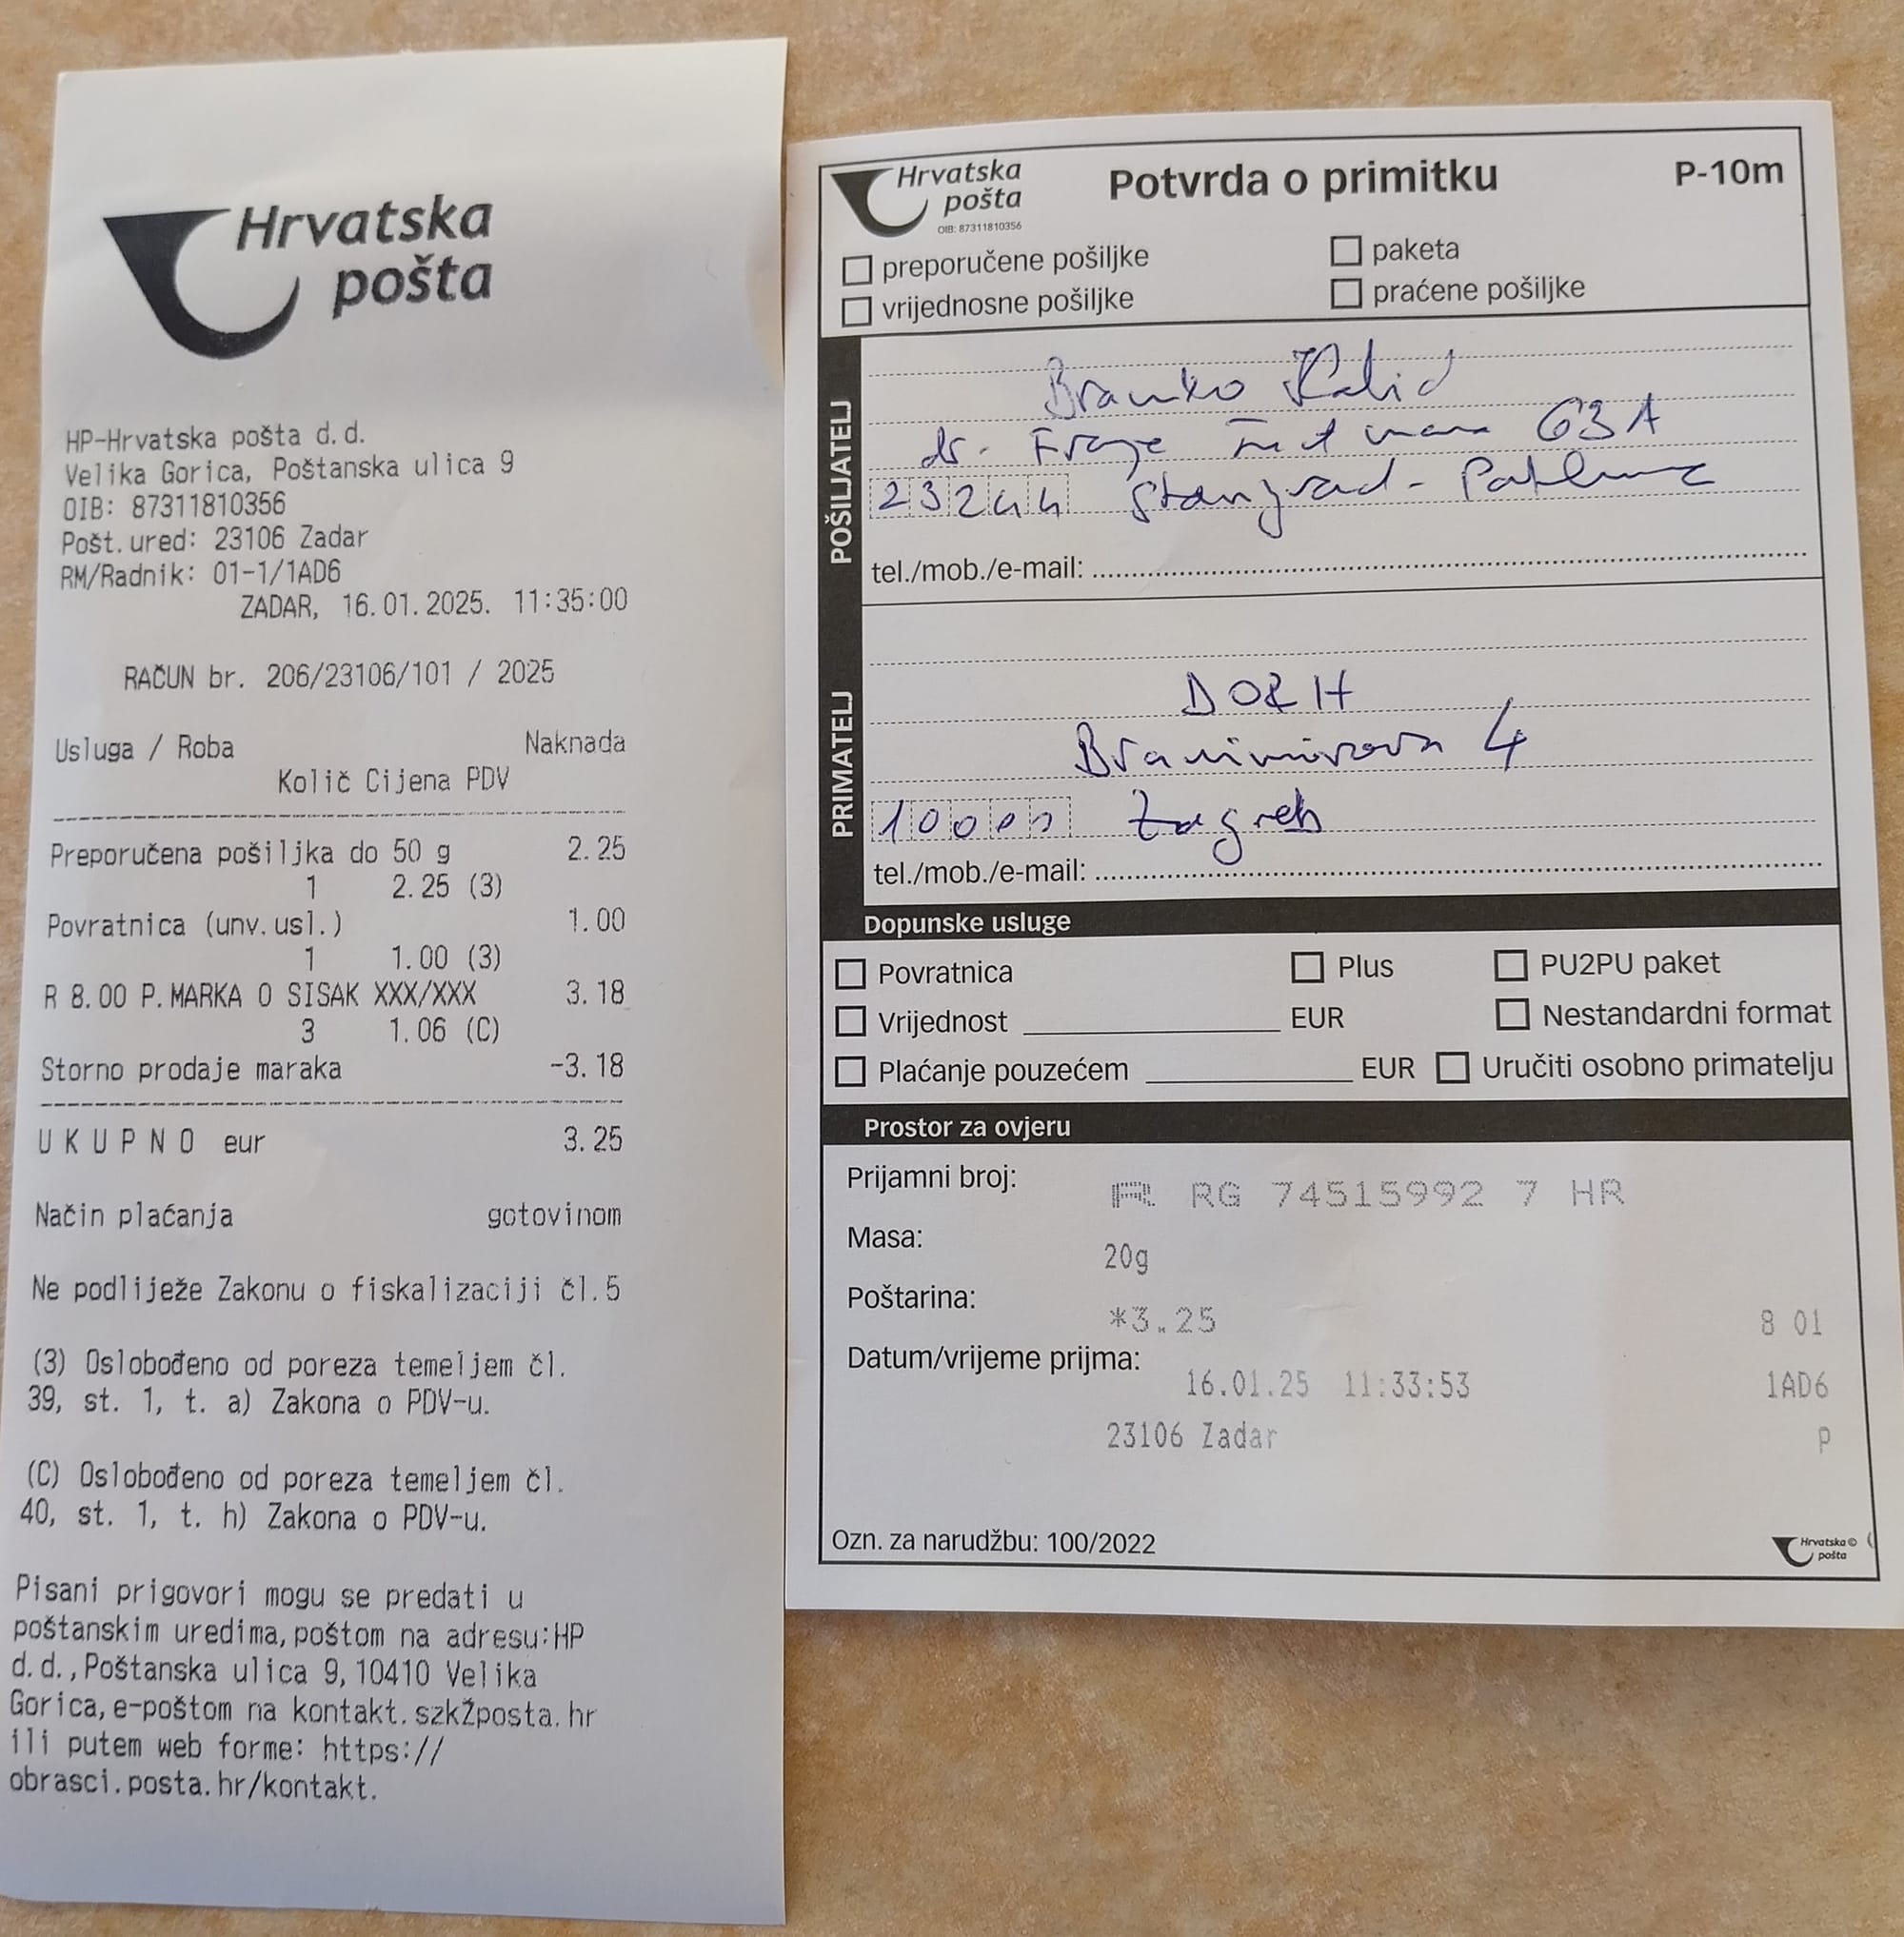 Hrvatska
pošta
HP-Hrvatska pošta d.d.
Velika Gorica, Poštanska ulica 9
OIB: 87311810356
Pošt.ured: 23106 Zadar
RM/Radnik: 01-1/1AD6
ZADAR, 16.01.2025. 11:35:00
RAČUN br. 206/23106/101 / 2025
Usluga / Roba Naknada
Količ Cijena PDV
Preporučena pošiljka do 50 g 2.25
1 2.25 (3)
Povratnica (unv.usl.) 1.00
1 1.00 (3)
R 8.00 P.MARKA O SISAK XXX/XXX 3.18
3 1.06 (C)
Storno prodaje maraka -3.18
UKUPNO eur 3.25
Način plaćanja gotovinom
Ne podliježe Zakonu o fiskalizaciji čl.5
(3) Oslobođeno od poreza temeljem čl.
39, st. 1, t. a) Zakona o PDV-u.
(C) Oslobođeno od poreza temeljem čl.
40, st. 1, t. h) Zakona o PDV-u.
Pisani prigovori mogu se predati u
poštanskim uredima,poštom na adresu:HP
d.d.,Poštanska ulica 9,10410 Velika
Gorica,e-poštom na kontakt.szkŽposta.hr
ili putem web forme: https://
obrasci.posta.hr/kontakt.
Hrvatska
pošta
OIB: 87311810356
Potvrda o primitku P-10m
preporučene pošiljke paketa
vrijednosne pošiljke praćene pošiljke
POŠILJATELJ
Branko
dr. Franje 63A
23244 Starigrad-
tel./mob./e-mail:
PRIMATELJ
DORH
Branimirova 4
10000 Zagreb
tel./mob./e-mail:
Dopunske usluge
Povratnica Plus PU2PU paket
Vrijednost EUR Nestandardni format
Plaćanje pouzećem EUR Uručiti osobno primatelju
Prostor za ovjeru
Prijamni broj: R RG 74515992 7 HR
Masa: 20g
Poštarina: *3.25 8 01
Datum/vrijeme prijma: 16.01.25 11:33:53 1AD6
23106 Zadar P
Ozn. za narudžbu: 100/2022
Hrvatska ©
pošta